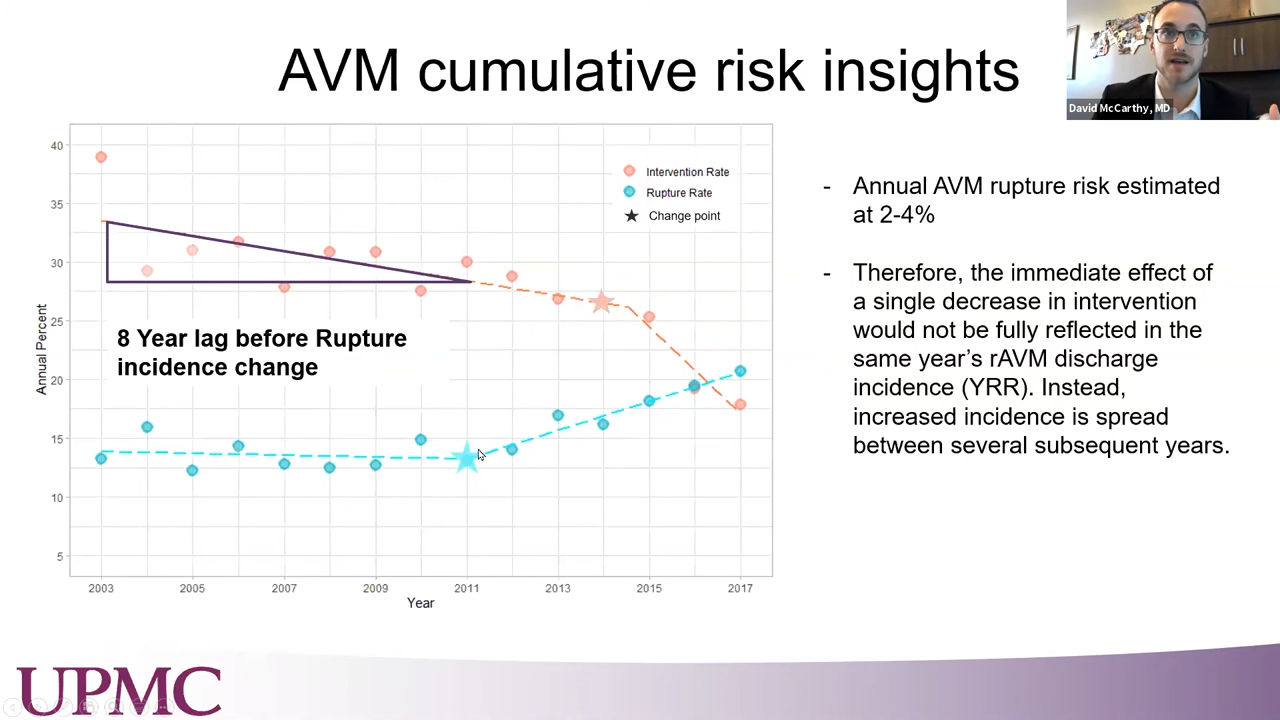 AVM cumulative risk insights
David McCarthy, MD
40
35
30
25
20
15
10
5
Annual Percent
Intervention Rate
Rupture Rate
Change point
8 Year lag before Rupture
incidence change
2003 2005 2007 2009 2011 2013 2015 2017
Year
- Annual AVM rupture risk estimated
at 2-4%
- Therefore, the immediate effect of
a single decrease in intervention
would not be fully reflected in the
same year’s rAVM discharge
incidence (YRR). Instead,
increased incidence is spread
between several subsequent years.
UPMC